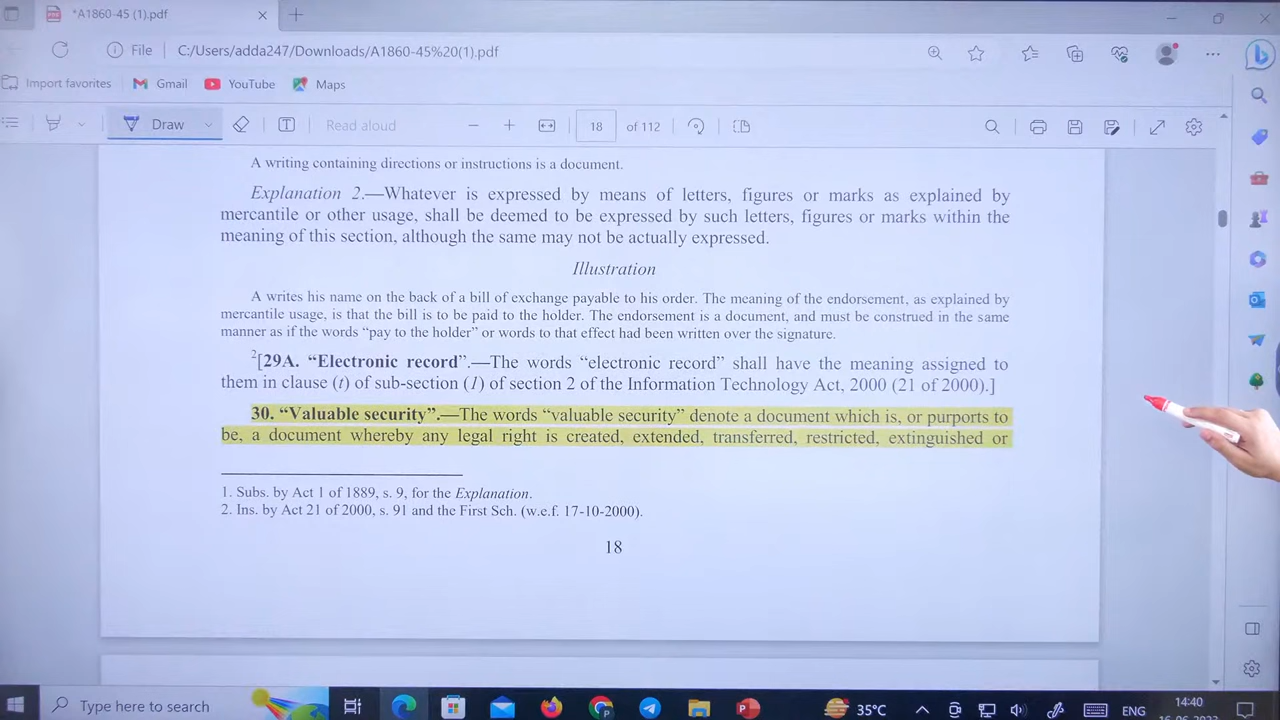 *A1860-45 (1).pdf
File C:/Users/adda247/Downloads/A1860-45%20(1).pdf
Import favorites Gmail YouTube Maps
Draw Read aloud 18 of 112
A writing containing directions or instructions is a document.
Explanation 2.—Whatever is expressed by means of letters, figures or marks as explained by
mercantile or other usage, shall be deemed to be expressed by such letters, figures or marks within the
meaning of this section, although the same may not be actually expressed.
Illustration
A writes his name on the back of a bill of exchange payable to his order. The meaning of the endorsement, as explained by
mercantile usage, is that the bill is to be paid to the holder. The endorsement is a document, and must be construed in the same
manner as if the words “pay to the holder” or words to that effect had been written over the signature.
2[29A. “Electronic record”.—The words “electronic record” shall have the meaning assigned to
them in clause (t) of sub-section (1) of section 2 of the Information Technology Act, 2000 (21 of 2000).]
30. “Valuable security”.—The words “valuable security” denote a document which is, or purports to
be, a document whereby any legal right is created, extended, transferred, restricted, extinguished or
1. Subs. by Act 1 of 1889, s. 9, for the Explanation.
2. Ins. by Act 21 of 2000, s. 91 and the First Sch. (w.e.f. 17-10-2000).
18
Type here to search 35°C ENG 14:40